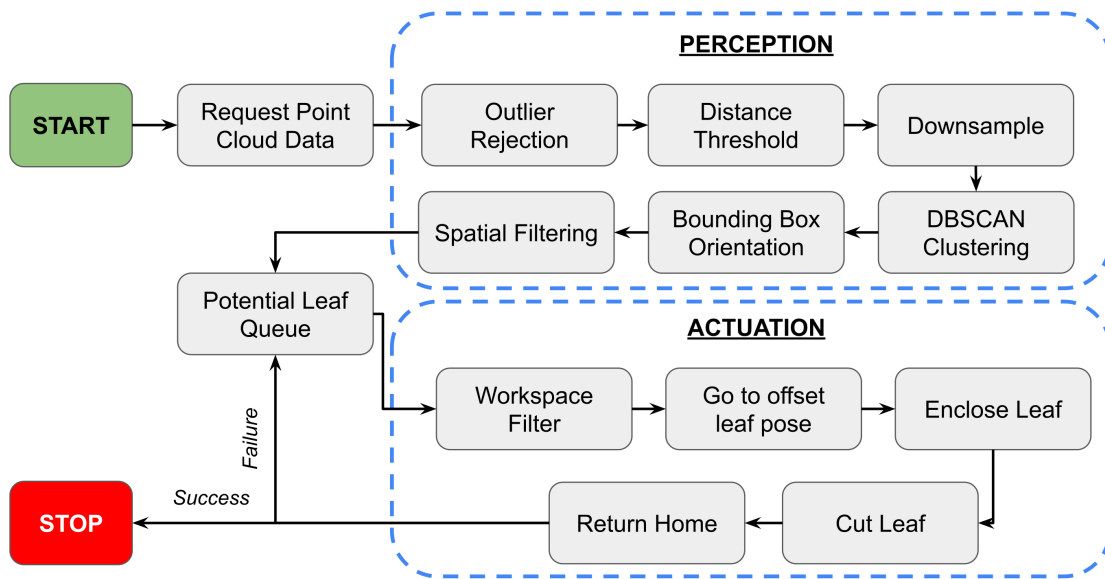 PERCEPTION
START
Request Point
Cloud Data
Outlier
Rejection
Distance
Threshold
Downsample
DBSCAN
Clustering
Bounding Box
Orientation
Spatial Filtering
Potential Leaf
Queue
ACTUATION
Workspace
Filter
Go to offset
leaf pose
Enclose Leaf
Cut Leaf
Return Home
Failure
Success
STOP